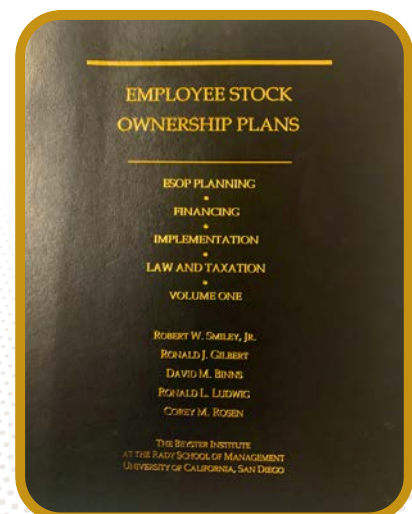 EMPLOYEE STOCK
OWNERSHIP PLANS
ESOP PLANNING
•
FINANCING
•
IMPLEMENTATION
•
LAW AND TAXATION
•
VOLUME ONE
ROBERT W. SMILEY, JR.
RONALD J. GILBERT
DAVID M. BINNS
RONALD L. LUDWIG
COREY M. ROSEN
THE BEYSTER INSTITUTE
AT THE RADY SCHOOL OF MANAGEMENT
UNIVERSITY OF CALIFORNIA, SAN DIEGO